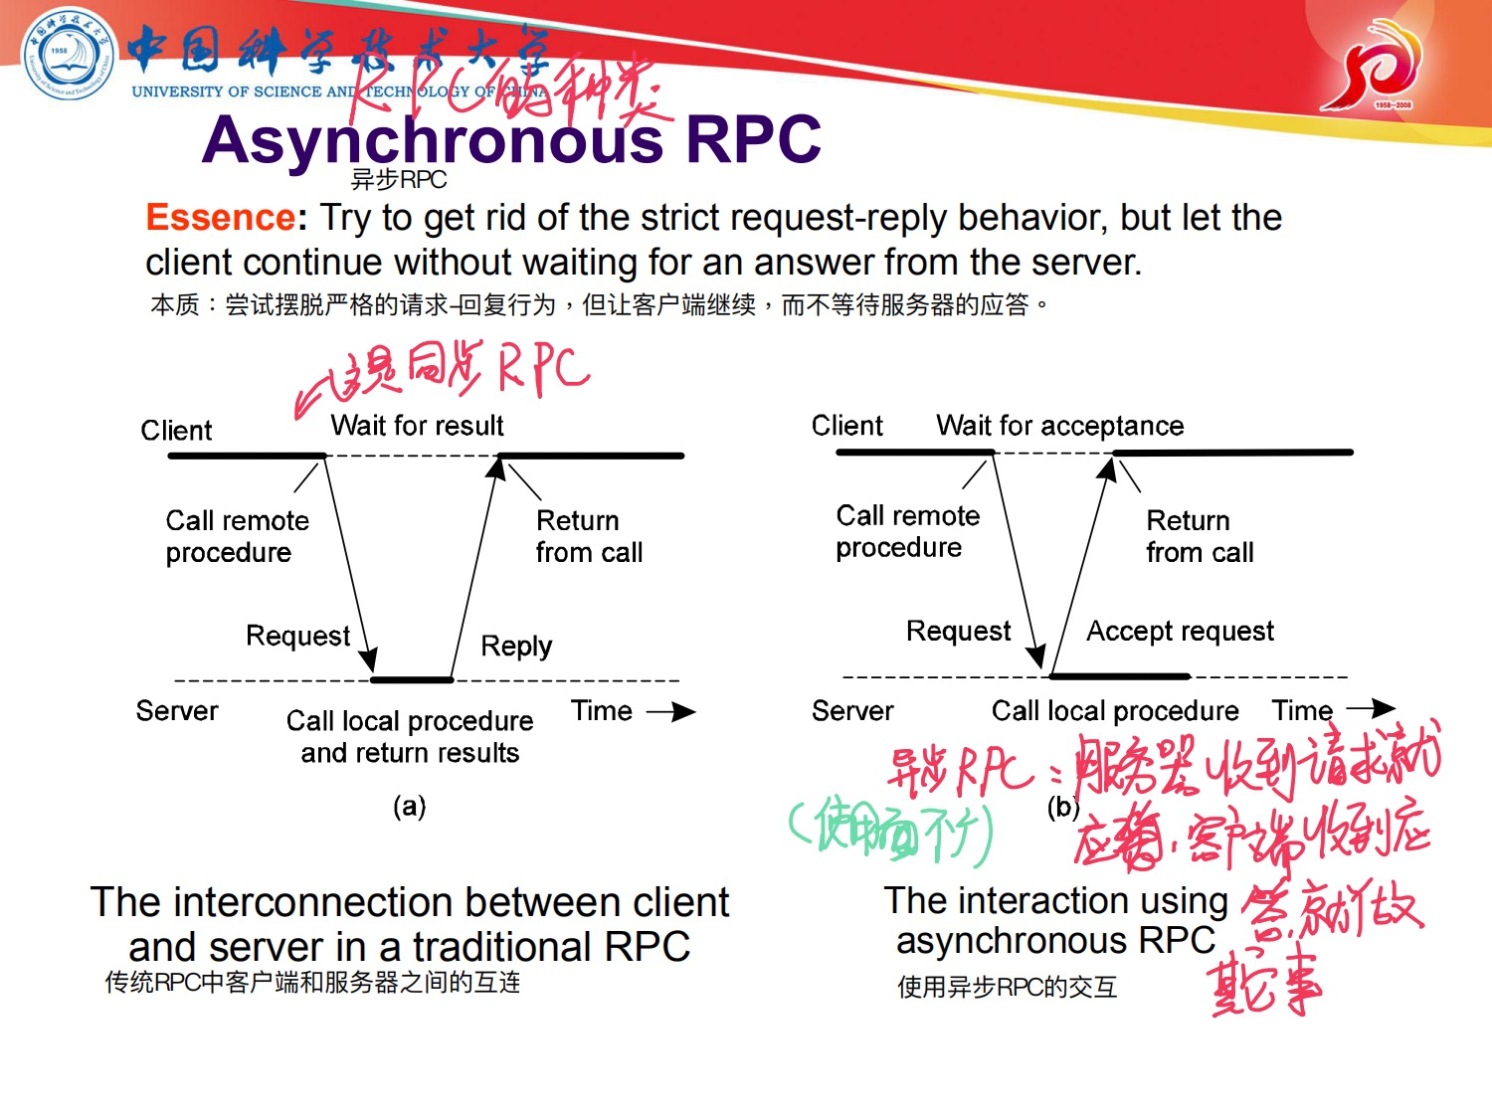 中国科学技术大学
UNIVERSITY OF SCIENCE AND TECHNOLOGY OF CHINA
1958
1958-2008
RPC的种类
Asynchronous RPC
异步RPC
Essence: Try to get rid of the strict request-reply behavior, but let the
client continue without waiting for an answer from the server.
本质：尝试摆脱严格的请求-回复行为，但让客户端继续，而不等待服务器的应答。
这是同步RPC
Client
Wait for result
Call remote
procedure
Return
from call
Request
Reply
Server
Call local procedure
and return results
Time
(a)
The interconnection between client
and server in a traditional RPC
传统RPC中客户端和服务器之间的互连
Client
Wait for acceptance
Call remote
procedure
Return
from call
Request
Accept request
Server
Call local procedure
Time
异步RPC：服务器收到请求就
应答，客户端收到应
答，就做
其它事
(b)
The interaction using
asynchronous RPC
使用异步RPC的交互